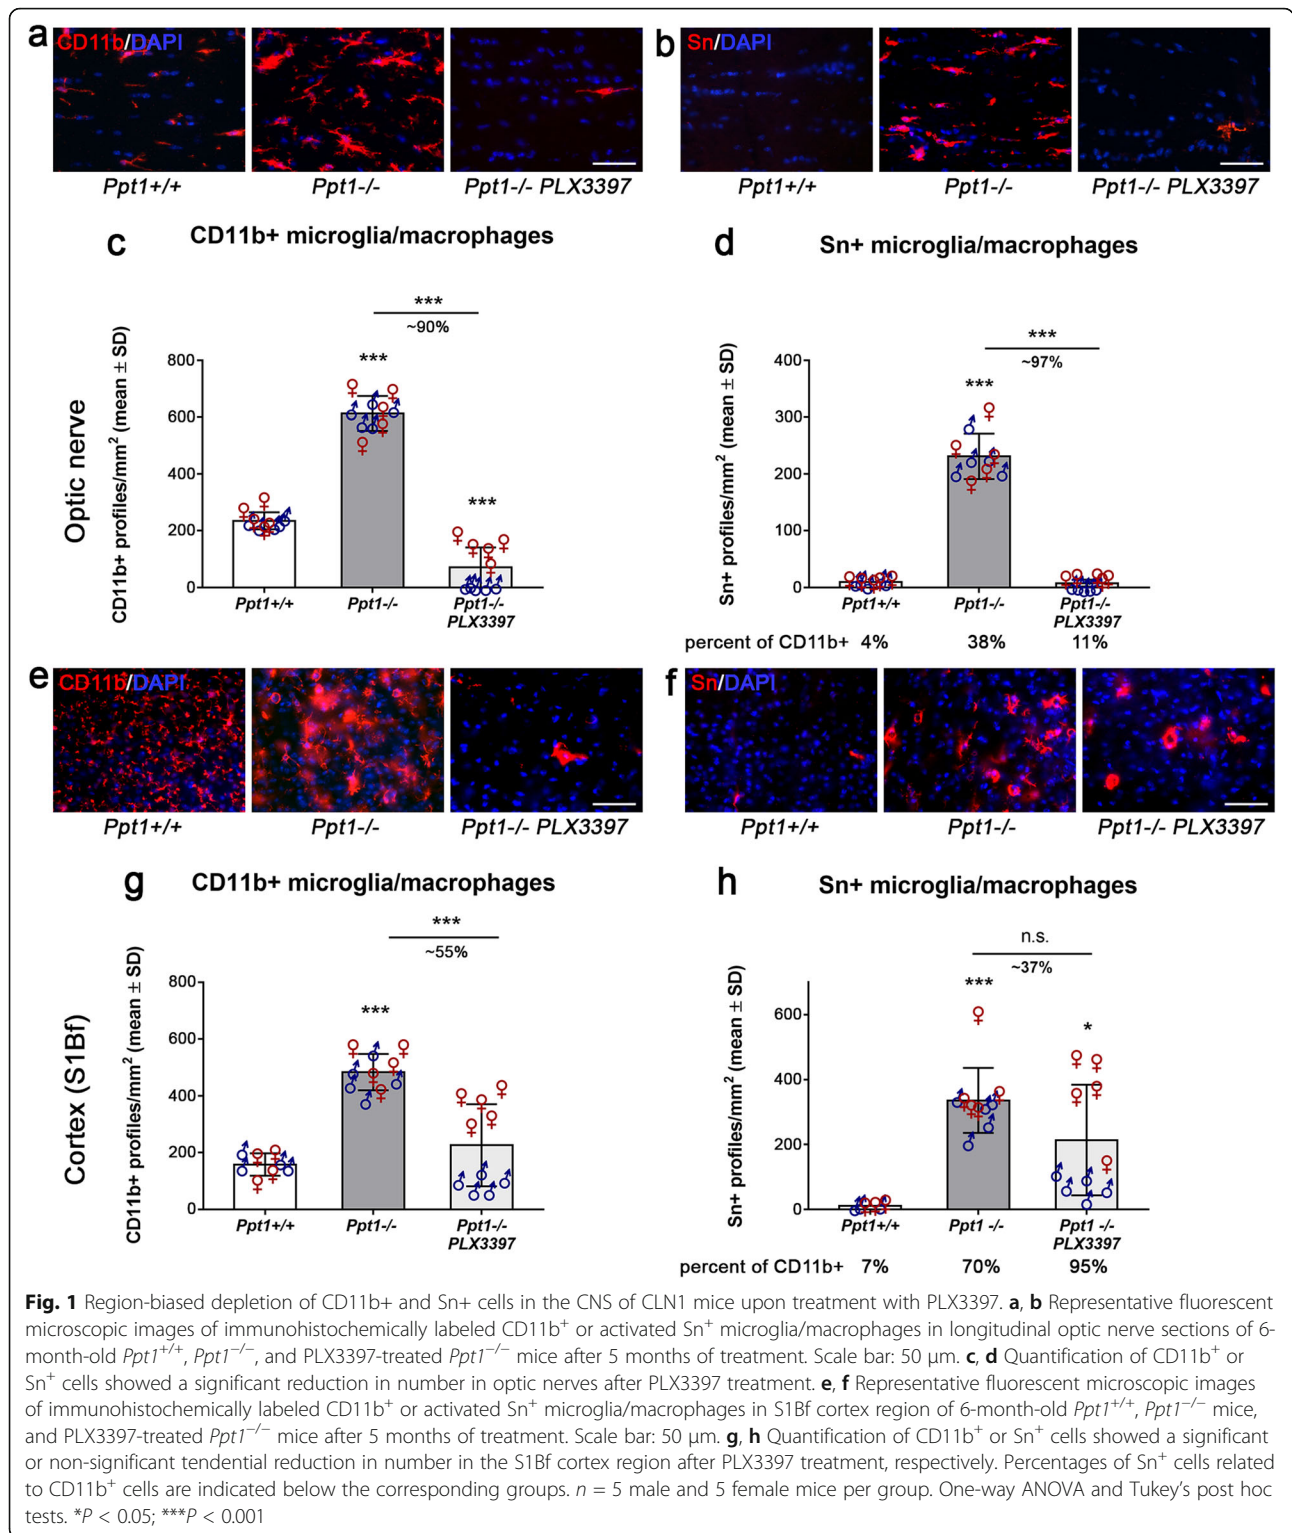 a CD11b/DAPI
b Sn/DAPI
Ppt1+/+ Ppt1-/- Ppt1-/- PLX3397
Ppt1+/+ Ppt1-/- Ppt1-/- PLX3397
c CD11b+ microglia/macrophages
Optic nerve
CD11b+ profiles/mm² (mean ± SD)
***
~90%
800
600
400
200
0
***
***
Ppt1+/+ Ppt1-/- Ppt1-/-
PLX3397
d Sn+ microglia/macrophages
Sn+ profiles/mm² (mean ± SD)
***
~97%
400
300
200
100
0
***
Ppt1+/+ Ppt1-/- Ppt1-/-
PLX3397
percent of CD11b+ 4% 38% 11%
e CD11b/DAPI
f Sn/DAPI
Ppt1+/+ Ppt1-/- Ppt1-/- PLX3397
Ppt1+/+ Ppt1-/- Ppt1-/- PLX3397
g CD11b+ microglia/macrophages
Cortex (S1Bf)
CD11b+ profiles/mm² (mean ± SD)
***
~55%
800
600
400
200
0
***
Ppt1+/+ Ppt1-/- Ppt1-/-
PLX3397
h Sn+ microglia/macrophages
Sn+ profiles/mm² (mean ± SD)
n.s.
~37%
600
400
200
0
***
*
Ppt1+/+ Ppt1 -/- Ppt1 -/-
PLX3397
percent of CD11b+ 7% 70% 95%
Fig. 1 Region-biased depletion of CD11b+ and Sn+ cells in the CNS of CLN1 mice upon treatment with PLX3397. a, b Representative fluorescent
microscopic images of immunohistochemically labeled CD11b⁺ or activated Sn⁺ microglia/macrophages in longitudinal optic nerve sections of 6-
month-old Ppt1⁺/⁺, Ppt1⁻/⁻, and PLX3397-treated Ppt1⁻/⁻ mice after 5 months of treatment. Scale bar: 50 μm. c, d Quantification of CD11b⁺ or
Sn⁺ cells showed a significant reduction in number in optic nerves after PLX3397 treatment. e, f Representative fluorescent microscopic images
of immunohistochemically labeled CD11b⁺ or activated Sn⁺ microglia/macrophages in S1Bf cortex region of 6-month-old Ppt1⁺/⁺, Ppt1⁻/⁻ mice,
and PLX3397-treated Ppt1⁻/⁻ mice after 5 months of treatment. Scale bar: 50 μm. g, h Quantification of CD11b⁺ or Sn⁺ cells showed a significant
or non-significant tendential reduction in number in the S1Bf cortex region after PLX3397 treatment, respectively. Percentages of Sn⁺ cells related
to CD11b⁺ cells are indicated below the corresponding groups. n = 5 male and 5 female mice per group. One-way ANOVA and Tukey's post hoc
tests. *P < 0.05; ***P < 0.001